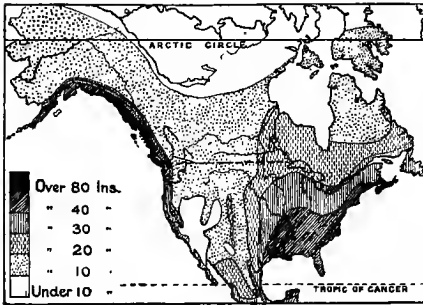 ARCTIC CIRCLE
Over 80 Ins.
" 40 "
" 30 "
" 20 "
" 10 "
Under 10 "
TROPIC OF CANCER